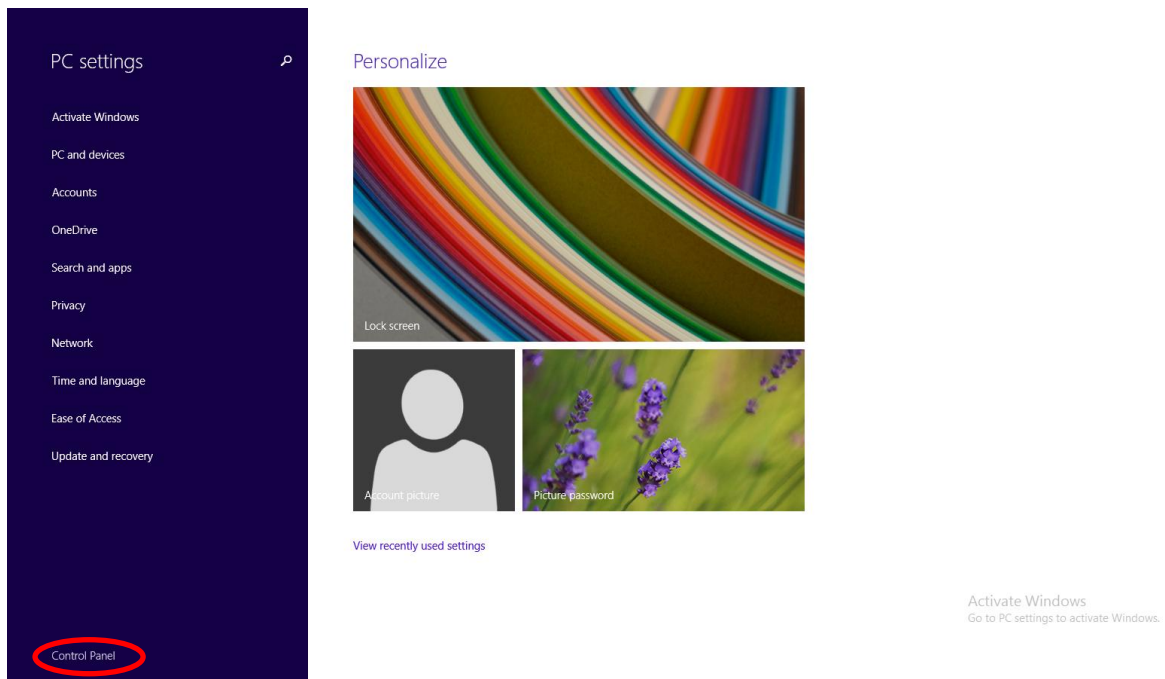 PC settings
Activate Windows
PC and devices
Accounts
OneDrive
Search and apps
Privacy
Network
Time and language
Ease of Access
Update and recovery
Control Panel
Personalize
Lock screen
Account picture
Picture password
View recently used settings
Activate Windows
Go to PC settings to activate Windows.